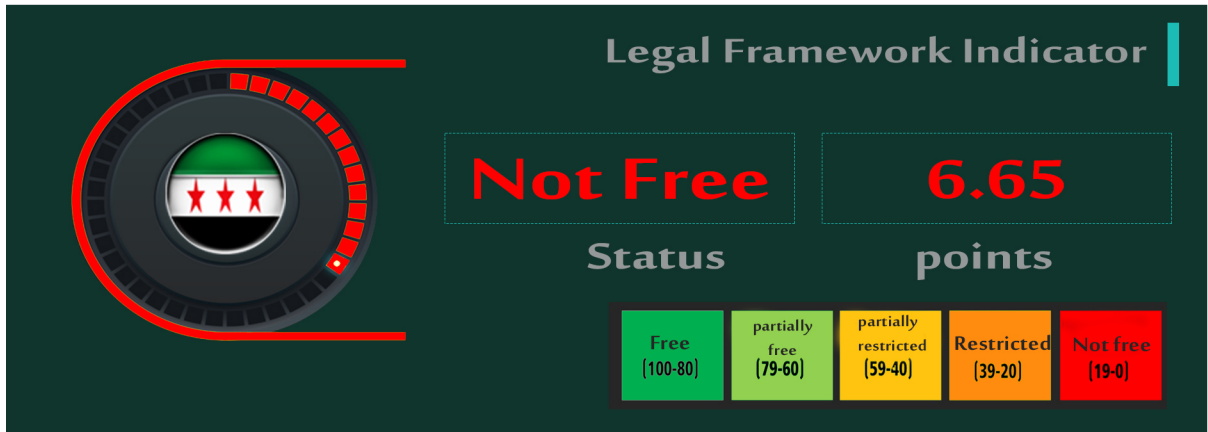 Legal Framework Indicator
Not Free
6.65
Status
points
Free
(100-80)
partially
free
(79-60)
partially
restricted
(59-40)
Restricted
(39-20)
Not free
(19-0)